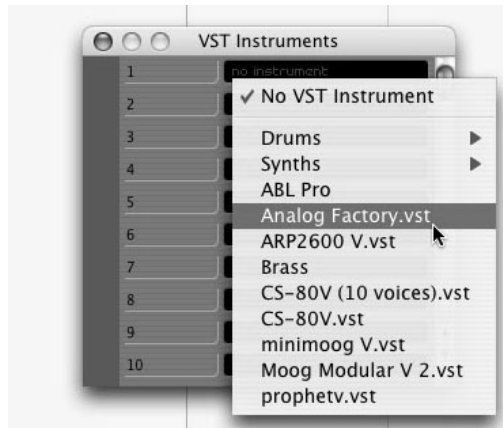 VST Instruments
1
no instrument
✓ No VST Instrument
2
3
Drums
4
Synths
ABL Pro
5
Analog Factory.vst
6
ARP2600 V.vst
7
Brass
8
CS-80V (10 voices).vst
CS-80V.vst
9
minimoog V.vst
10
Moog Modular V 2.vst
prophetv.vst